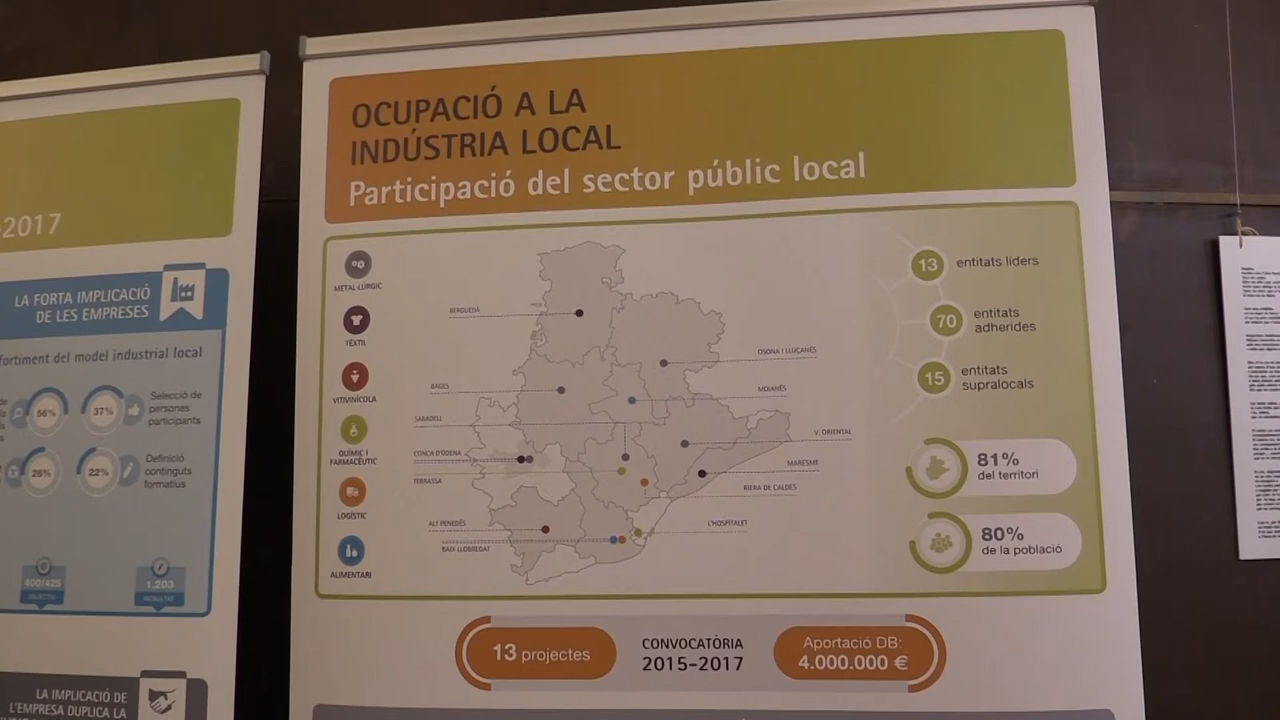 -2017
LA FORTA IMPLICACIÓ
DE LES EMPRESES
fortiment del model industrial local
56%
37%
Selecció de
persones
participants
26%
22%
Definició
continguts
formatius
400/425
1.203
RESULTAT
LA IMPLICACIÓ DE
L'EMPRESA DUPLICA LA
OCUPACIÓ A LA
INDÚSTRIA LOCAL
Participació del sector públic local
METAL·LÚRGIC
TÈXTIL
VITIVINÍCOLA
QUÍMIC I
FARMACÈUTIC
LOGÍSTIC
ALIMENTARI
BERGUEDÀ
BAGES
SABADELL
CONCA D'ÒDENA
TERRASSA
ALT PENEDÈS
BAIX LLOBREGAT
OSONA I LLUÇANÈS
MOIANÈS
V. ORIENTAL
MARESME
RIERA DE CALDES
L'HOSPITALET
13 entitats líders
70 entitats
adherides
15 entitats
supralocals
81%
del territori
80%
de la població
13 projectes
CONVOCATÒRIA
2015-2017
Aportació DB:
4.000.000 €